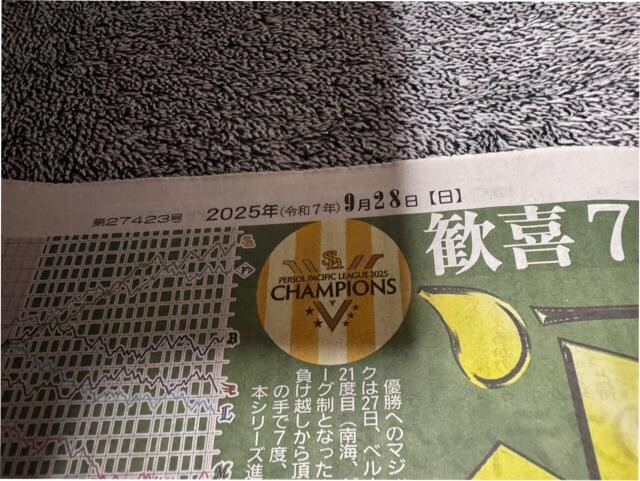 第27423号
2025年(令和7年)9月28日【日】
歓喜7
PERSOL PACIFIC LEAGUE 2025
CHAMPIONS
優勝へのマジッ
クは27日、ベル
21度目（南海、ダ
ーグ制となった
負け越しから頂
の手で7度、
本シリーズ進